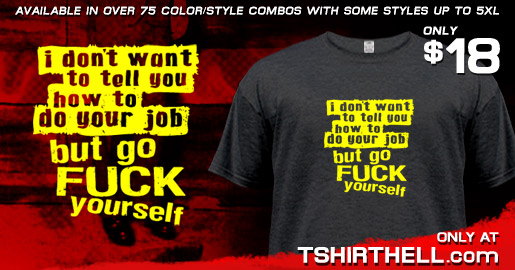 AVAILABLE IN OVER 75 COLOR/STYLE COMBOS WITH SOME STYLES UP TO 5XL
ONLY
$18
i don't want
to tell you
how to
do your job
but go
FUCK
yourself
i don't want
to tell you
how to
do your job
but go
FUCK
yourself
ONLY AT
TSHIRTHELL.com